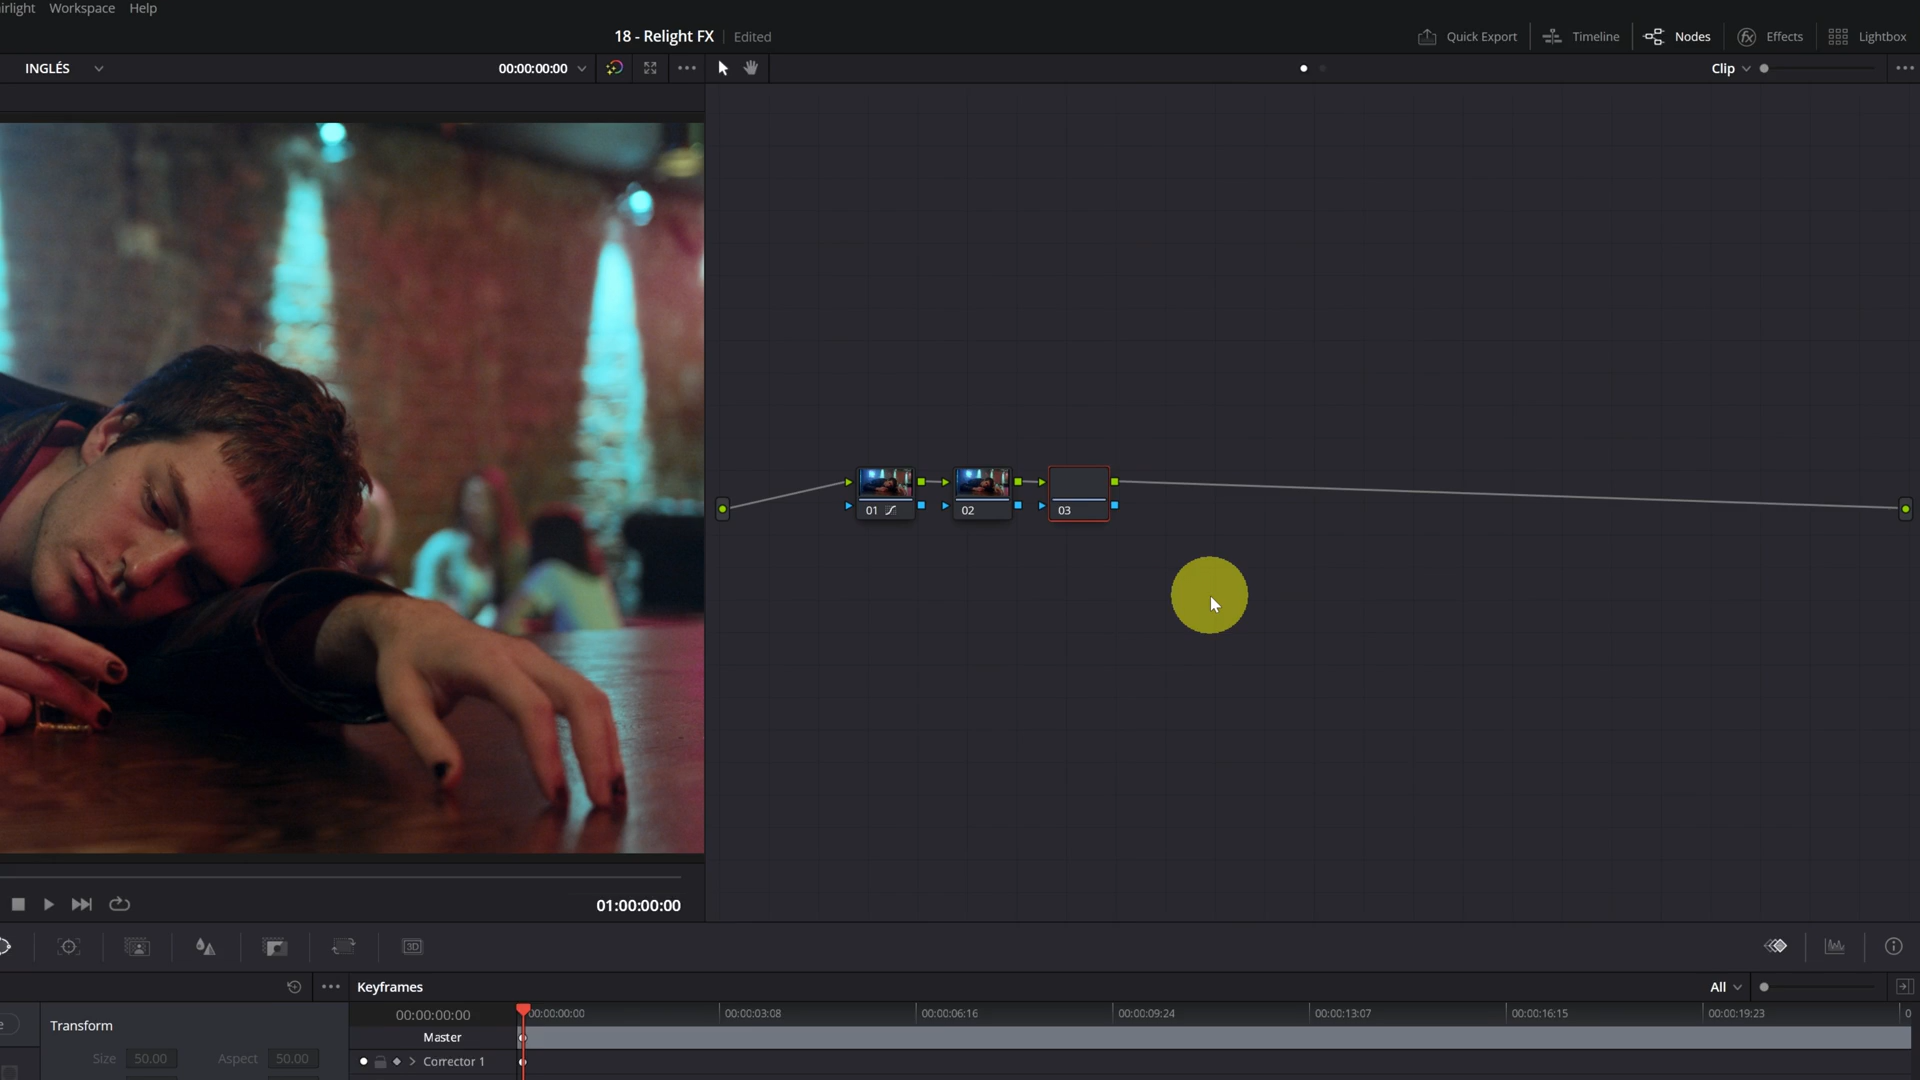 irlight Workspace Help
18 - Relight FX Edited
Quick Export Timeline Nodes Effects Lightbox
INGLÉS 00:00:00:00 Clip
01 02 03
01:00:00:00
3D
Keyframes All
00:00:00:00 00:00:00:00 00:00:03:08 00:00:06:16 00:00:09:24 00:00:13:07 00:00:16:15 00:00:19:23 0
e Transform
Master
Size 50.00 Aspect 50.00
Corrector 1